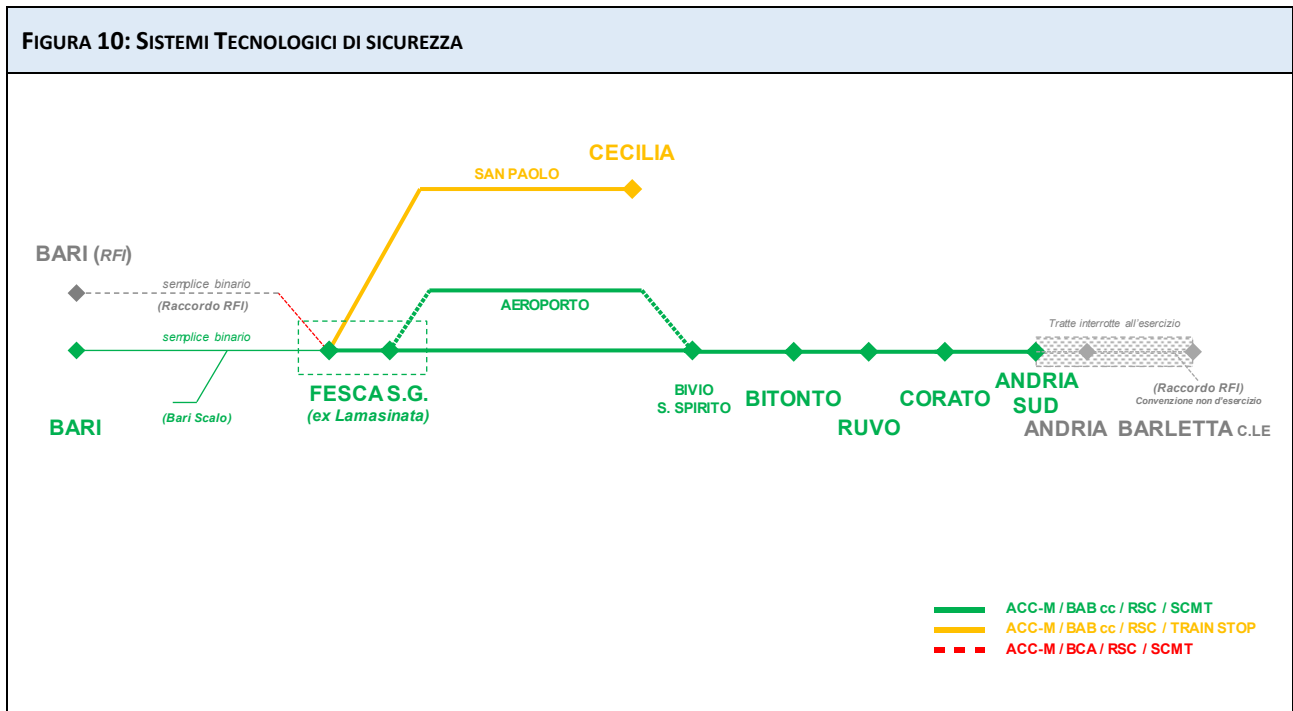 FIGURA 10: SISTEMI TECNOLOGICI DI SICUREZZA
CECILIA
SAN PAOLO
BARI (RFI)
semplice binario
(Raccordo RFI)
AEROPORTO
semplice binario
Tratte interrotte all'esercizio
(Bari Scalo)
BARI
FESCA S.G.
(ex Lamasinata)
BIVIO
S. SPIRITO
BITONTO
RUVO
CORATO
ANDRIA
SUD
(Raccordo RFI)
Convenzione non d'esercizio
ANDRIA
BARLETTA C.LE
ACC-M / BAB cc / RSC / SCMT
ACC-M / BAB cc / RSC / TRAIN STOP
ACC-M / BCA / RSC / SCMT